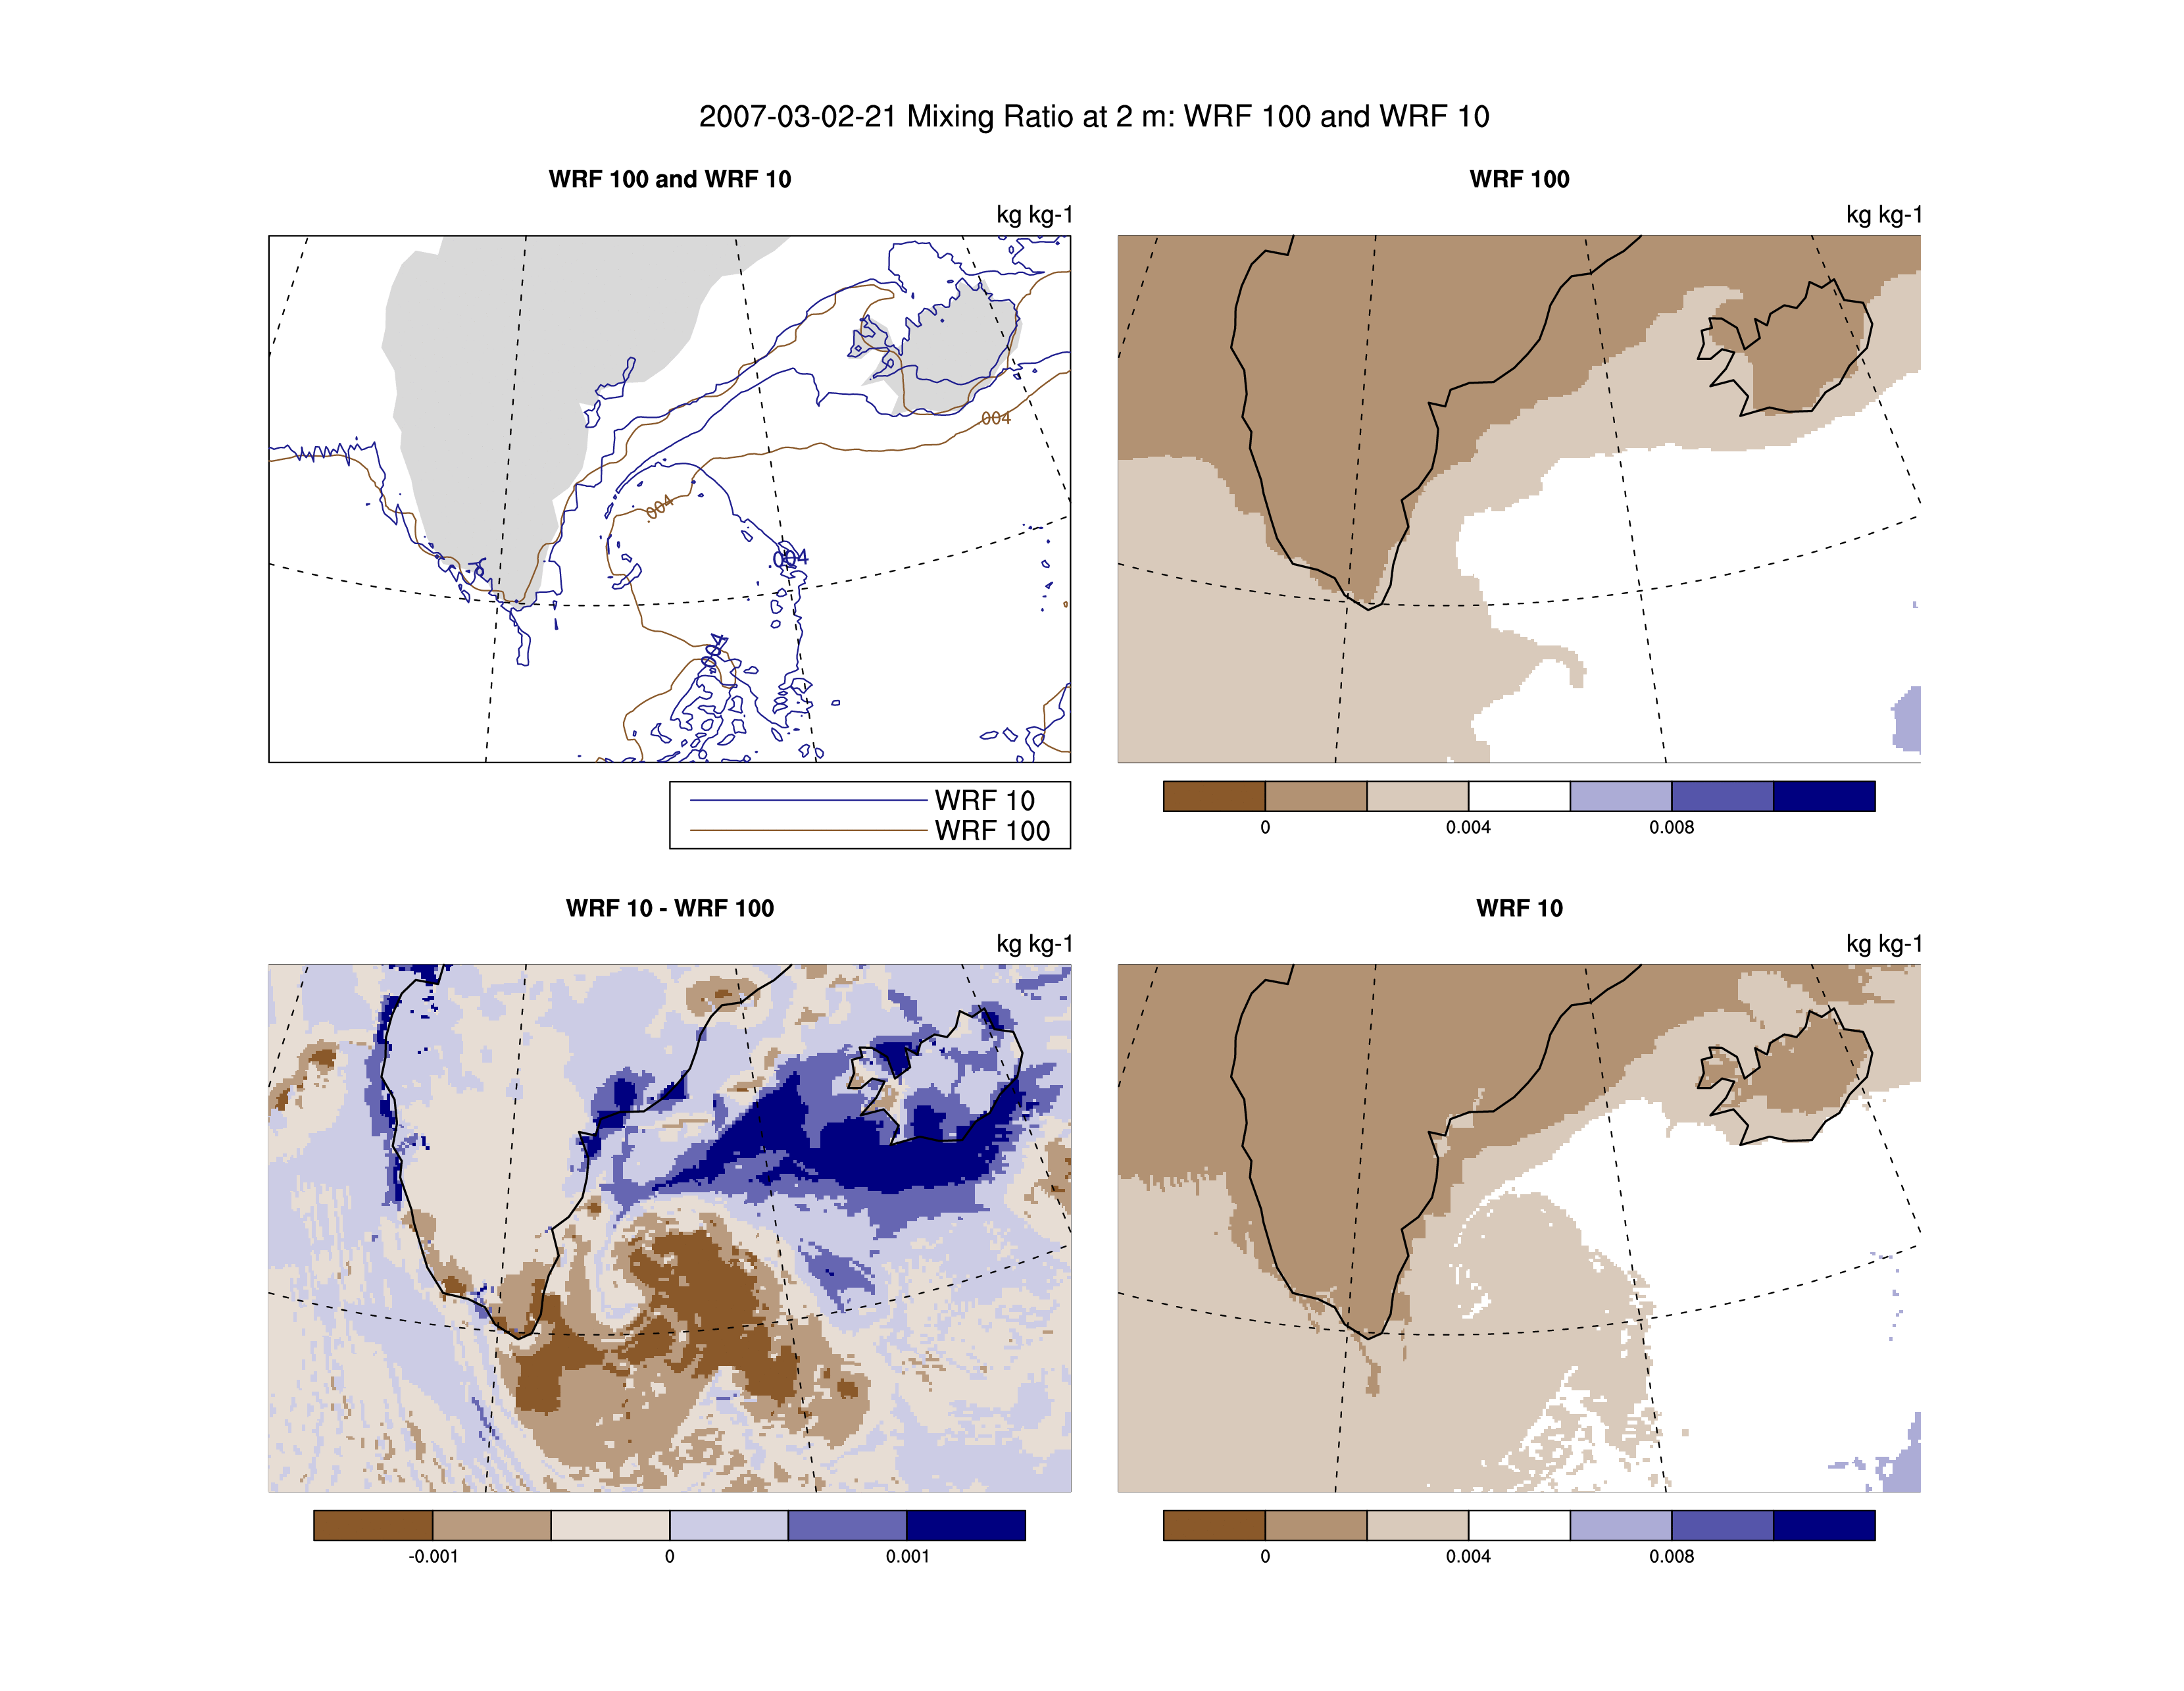 2007-03-02-21 Mixing Ratio at 2 m: WRF 100 and WRF 10
WRF 100 and WRF 10
kg kg-1
.004
.004
.004
.004
WRF 10
WRF 100
WRF 100
kg kg-1
0 0.004 0.008
WRF 10 - WRF 100
kg kg-1
-0.001 0 0.001
WRF 10
kg kg-1
0 0.004 0.008